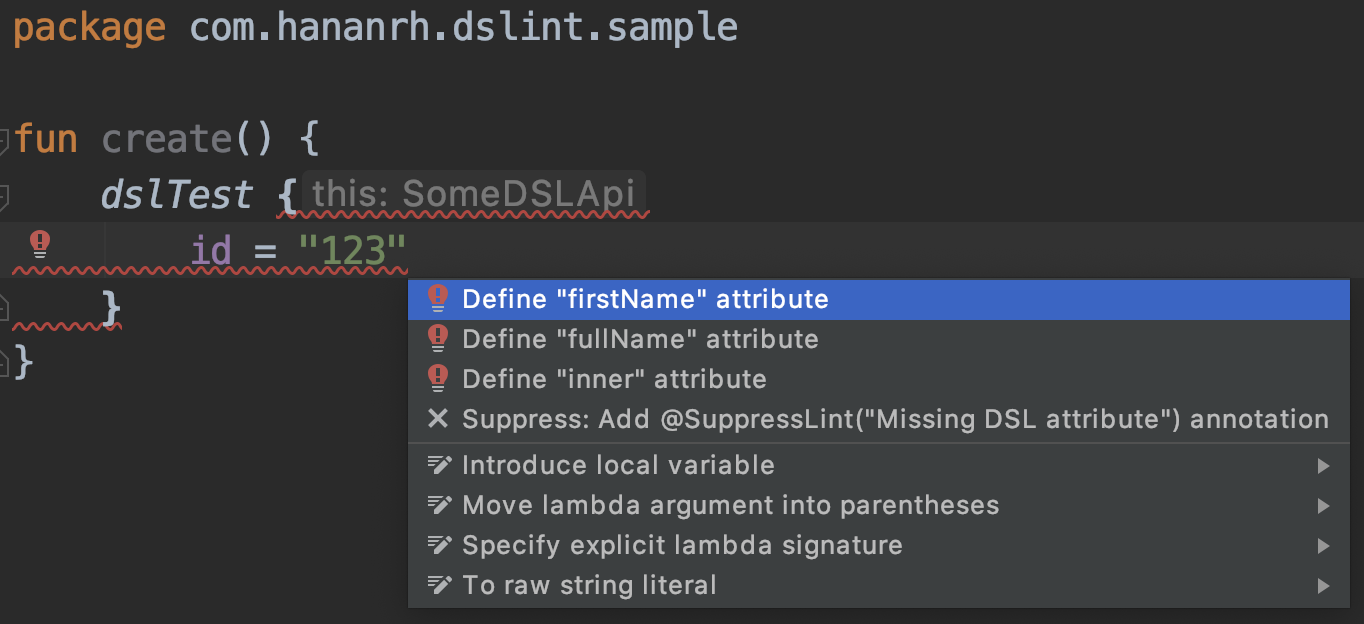 package com.hananrh.dslint.sample
fun create() {
dslTest { this: SomeDSLApi
id = "123"
}
}
Define "firstName" attribute
Define "fullName" attribute
Define "inner" attribute
Suppress: Add @SuppressLint("Missing DSL attribute") annotation
Introduce local variable
Move lambda argument into parentheses
Specify explicit lambda signature
To raw string literal